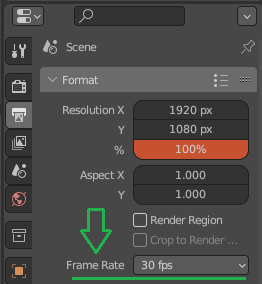 Scene
Format
Resolution X 1920 px
Y 1080 px
% 100%
Aspect X 1.000
Y 1.000
Render Region
Crop to Render ...
Frame Rate 30 fps